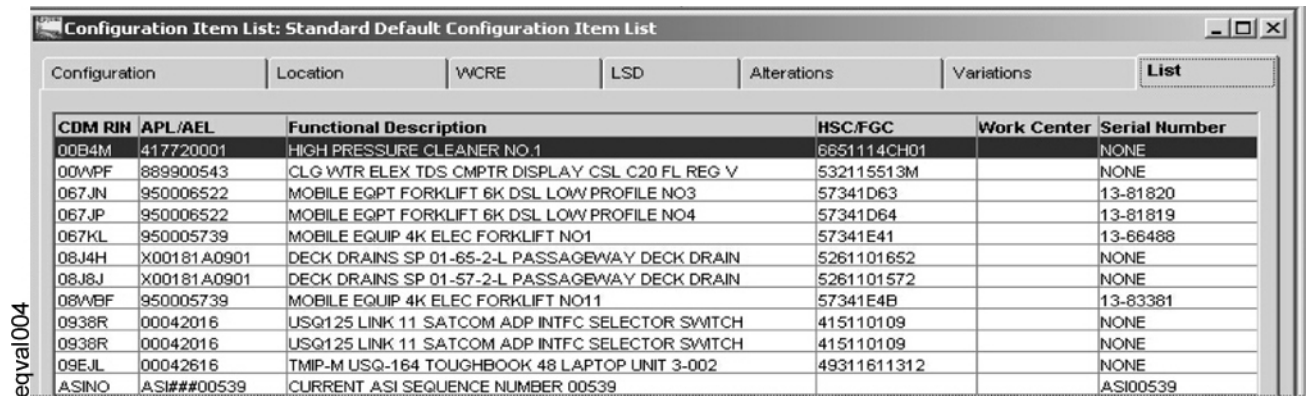 Configuration Item List: Standard Default Configuration Item List
Configuration Location WCRE LSD Alterations Variations List
CDM RIN APL/AEL Functional Description HSC/FGC Work Center Serial Number
00B4M 417720001 HIGH PRESSURE CLEANER NO.1 6651114CH01 NONE
00WPF 889900543 CLG WTR ELEX TDS CMPTR DISPLAY CSL C20 FL REG V 532115513M NONE
067JN 950006522 MOBILE EQPT FORKLIFT 6K DSL LOW PROFILE NO3 57341D63 13-81820
067JP 950006522 MOBILE EQPT FORKLIFT 6K DSL LOW PROFILE NO4 57341D64 13-81819
067KL 950005739 MOBILE EQUIP 4K ELEC FORKLIFT NO1 57341E41 13-66488
08J4H X00181A0901 DECK DRAINS SP 01-65-2-L PASSAGEWAY DECK DRAIN 5261101652 NONE
08J8J X00181A0901 DECK DRAINS SP 01-57-2-L PASSAGEWAY DECK DRAIN 5261101572 NONE
08WBF 950005739 MOBILE EQUIP 4K ELEC FORKLIFT NO11 57341E4B 13-83381
0938R 00042016 USQ125 LINK 11 SATCOM ADP INTFC SELECTOR SWITCH 415110109 NONE
0938R 00042016 USQ125 LINK 11 SATCOM ADP INTFC SELECTOR SWITCH 415110109 NONE
09EJL 00042616 TMIP-M USQ-164 TOUGHBOOK 48 LAPTOP UNIT 3-002 49311611312 NONE
ASINO ASI###00539 CURRENT ASI SEQUENCE NUMBER 00539 ASI00539
eqval004